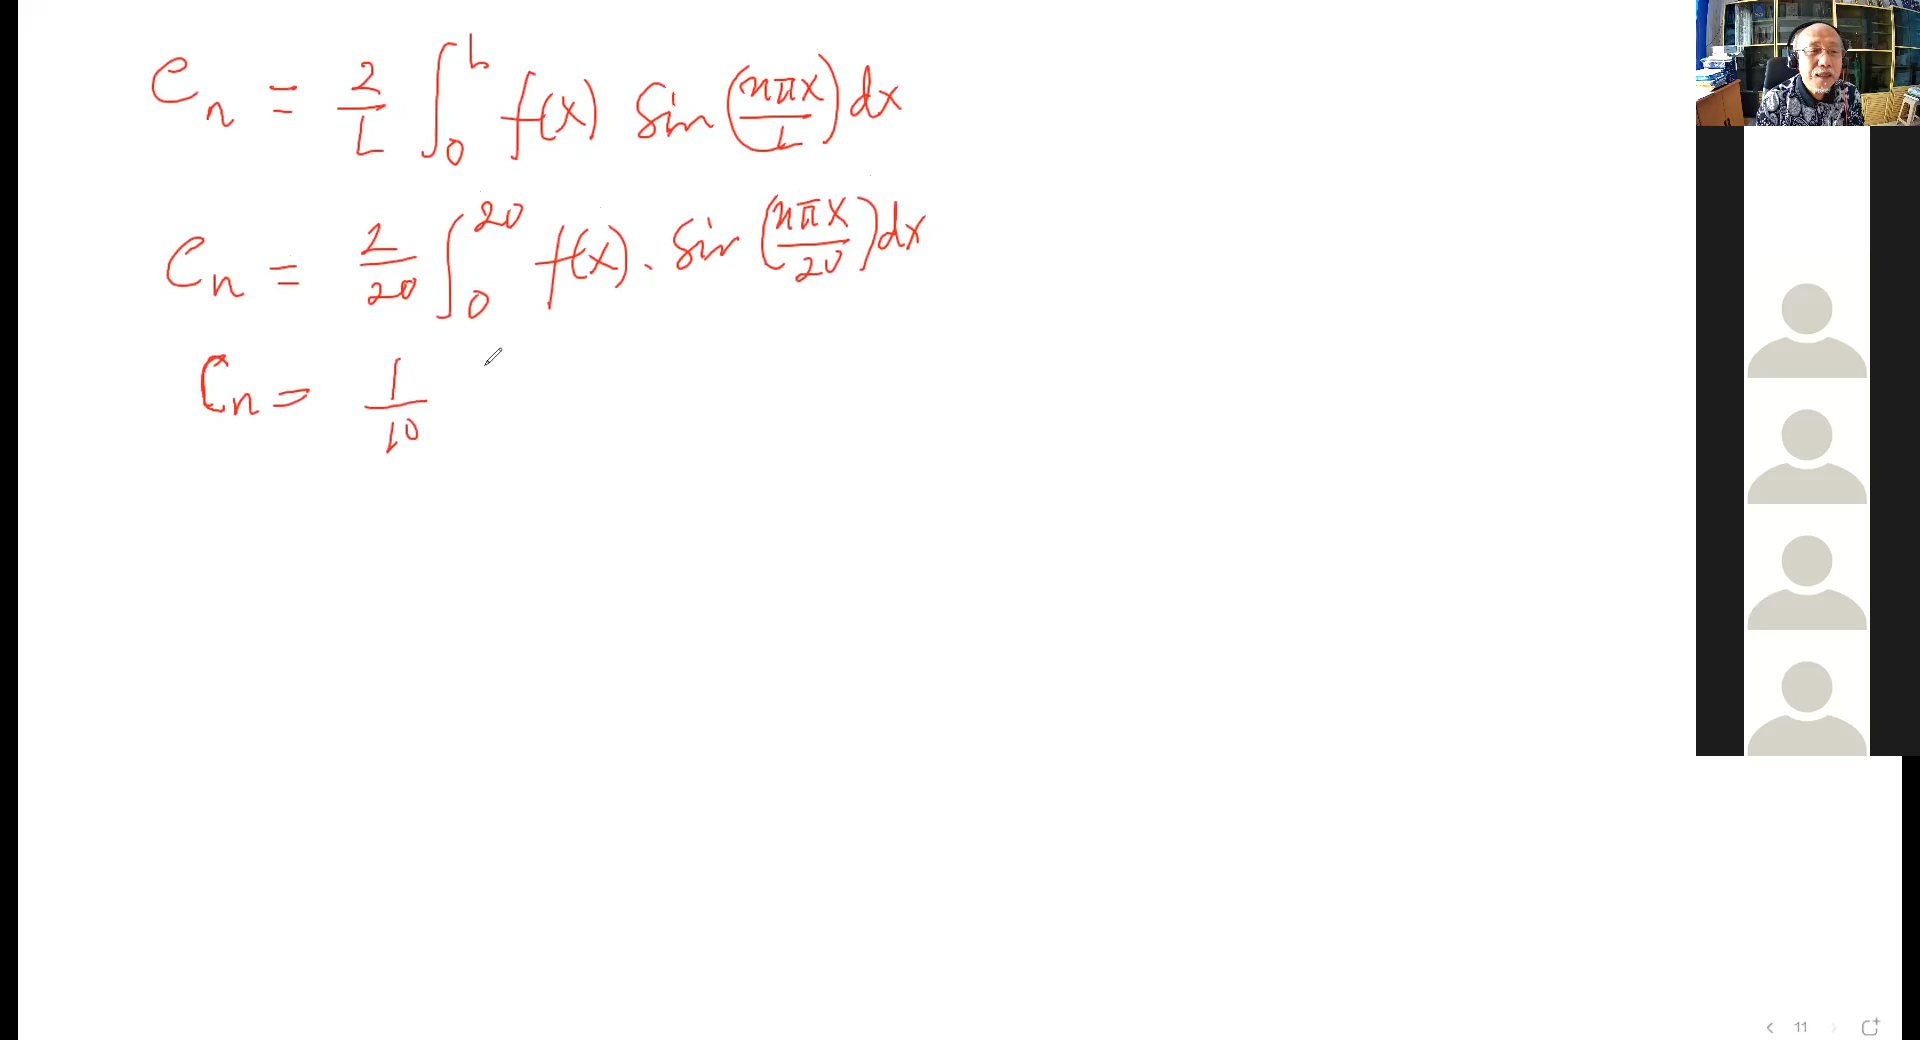 Cn = 2/L ∫₀ᴸ f(x) sin(nπx/L) dx
Cn = 2/20 ∫₀²⁰ f(x) . sin(nπx/20) dx
Cn = 1/10
< 11 >